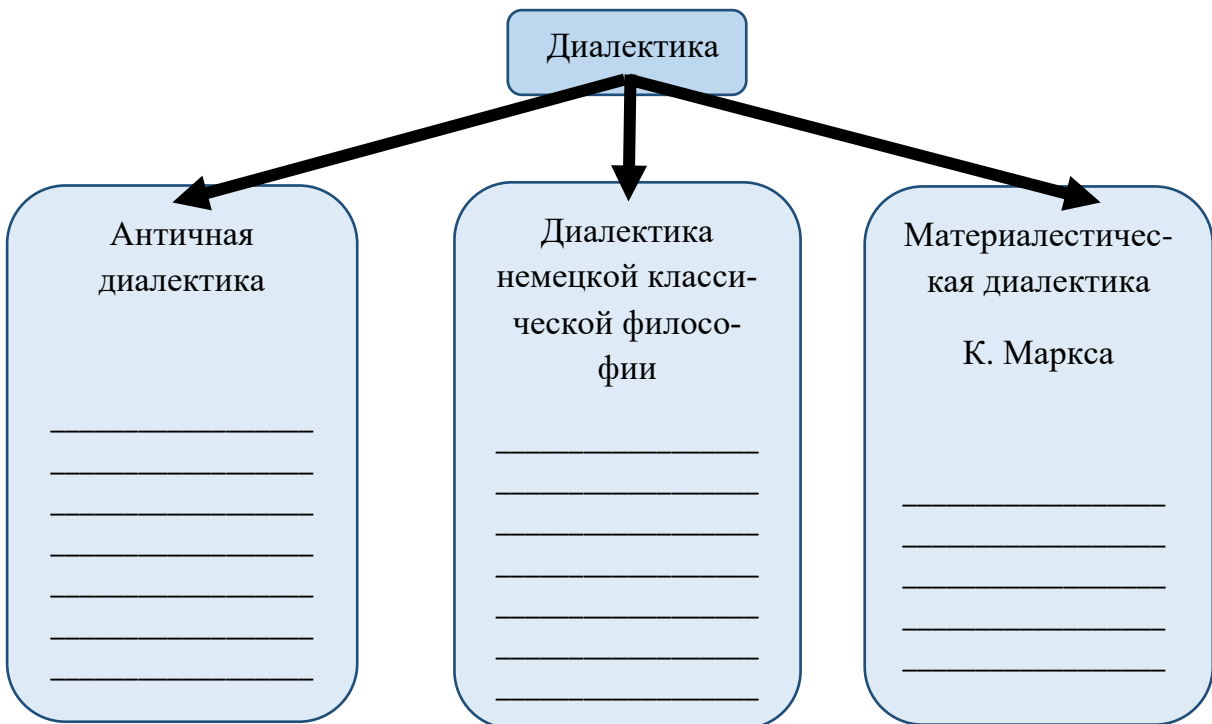 Диалектика
Античная
диалектика
Диалектика
немецкой класси-
ческой филосо-
фии
Материалестичес-
кая диалектика
К. Маркса